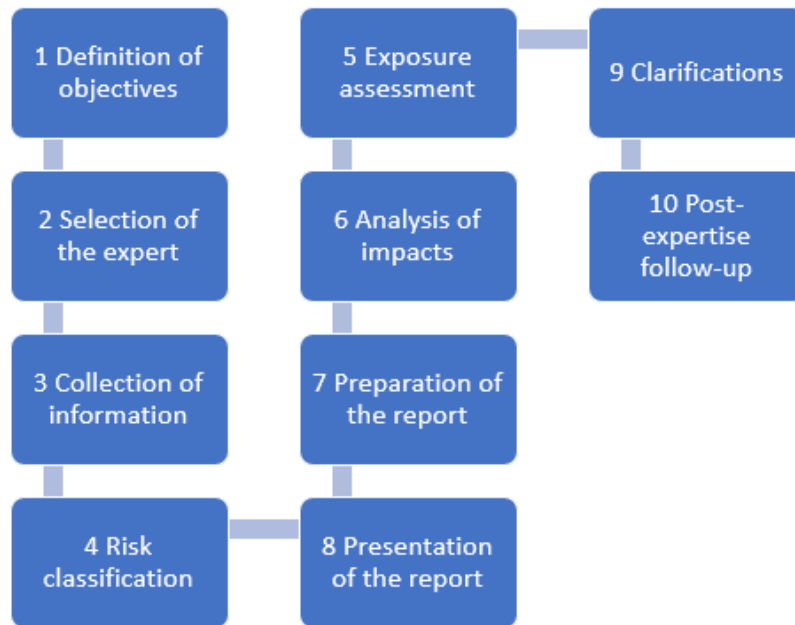 1 Definition of
objectives
2 Selection of
the expert
3 Collection of
information
4 Risk
classification
5 Exposure
assessment
6 Analysis of
impacts
7 Preparation of
the report
8 Presentation
of the report
9 Clarifications
10 Post-
expertise
follow-up